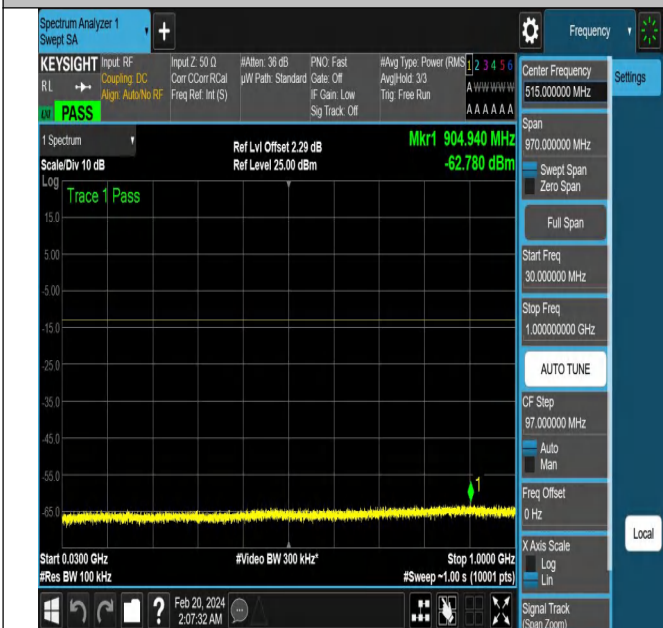 Spectrum Analyzer 1
Swept SA
+
Frequency
KEYSIGHT
RL
LNI PASS
Input: RF
Coupling: DC
Align: Auto/No RF
Input Z: 50 Ω
Corr CCorr RCal
Freq Ref: Int (S)
#Atten: 36 dB
µW Path: Standard
PNO: Fast
Gate: Off
IF Gain: Low
Sig Track: Off
#Avg Type: Power (RMS
Avg|Hold: 3/3
Trig: Free Run
1 2 3 4 5 6
A W W W W W
A A A A A A
1 Spectrum
Scale/Div 10 dB
Ref Lvl Offset 2.29 dB
Ref Level 25.00 dBm
Mkr1 904.940 MHz
-62.780 dBm
Log
Trace 1 Pass
15.0
5.00
-5.00
-15.0
-25.0
-35.0
-45.0
-55.0
-65.0
1
Start 0.0300 GHz
#Res BW 100 kHz
#Video BW 300 kHz*
Stop 1.0000 GHz
#Sweep ~1.00 s (10001 pts)
Feb 20, 2024
2:07:32 AM
?
Center Frequency
515.000000 MHz
Settings
Span
970.000000 MHz
Swept Span
Zero Span
Full Span
Start Freq
30.000000 MHz
Stop Freq
1.000000000 GHz
AUTO TUNE
CF Step
97.000000 MHz
Auto
Man
Freq Offset
0 Hz
X Axis Scale
Log
Lin
Local
Signal Track
(Span Zoom)